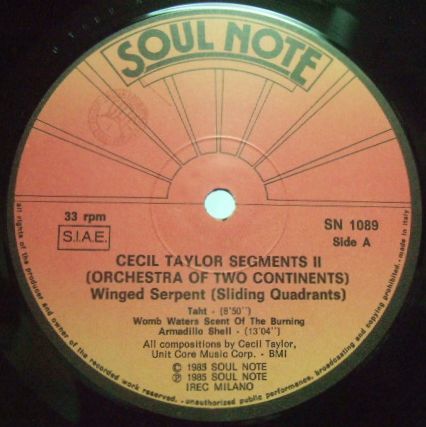 SOUL NOTE
33 rpm
S.I.A.E.
SN 1089
Side A
CECIL TAYLOR SEGMENTS II
(ORCHESTRA OF TWO CONTINENTS)
Winged Serpent (Sliding Quadrants)
Taht - (8'50")
Womb Waters Scent Of The Burning
Armadillo Shell - (13'04")
All compositions by Cecil Taylor,
Unit Core Music Corp. - BMI
© 1985 SOUL NOTE
℗ 1985 SOUL NOTE
IREC MILANO
all rights of the producer and owner of the recorded work reserved. - unauthorized public performance, broadcasting and copying prohibited. - made in italy